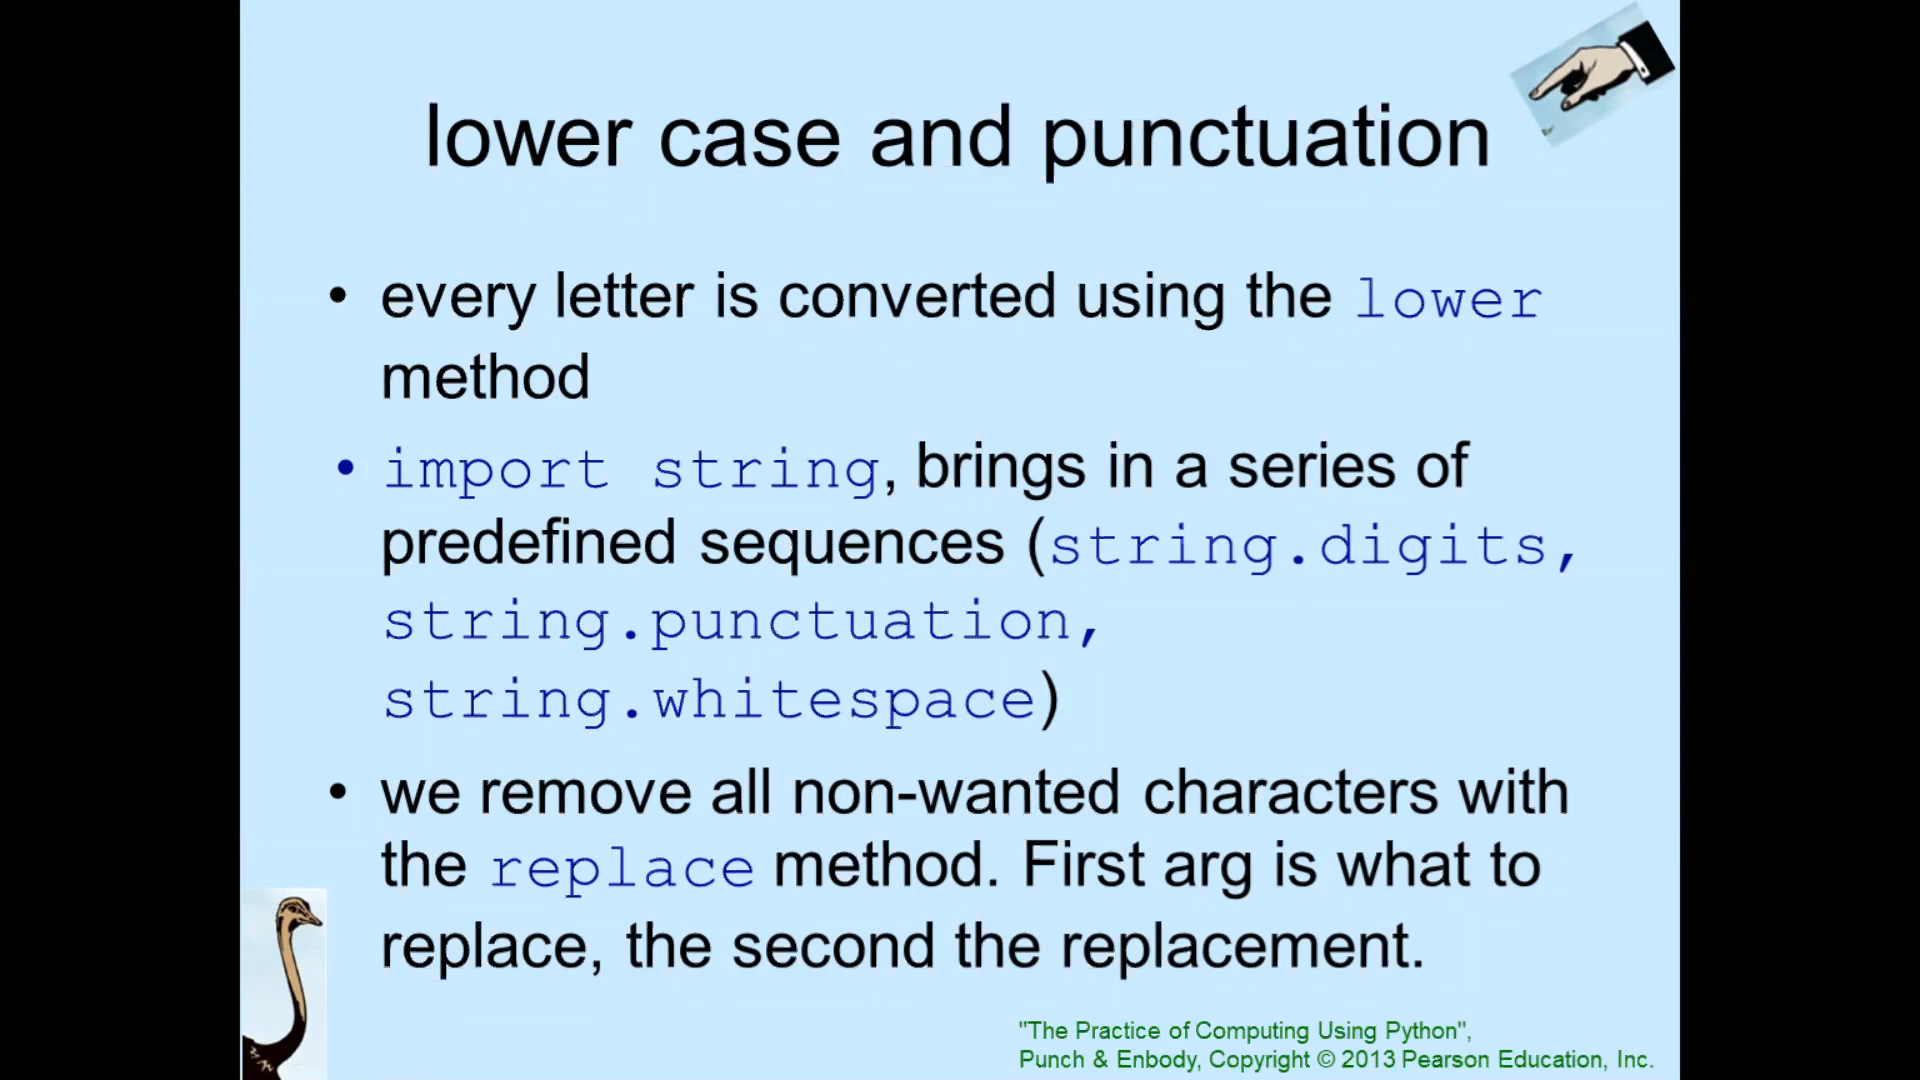 lower case and punctuation
• every letter is converted using the lower
method
• import string, brings in a series of
predefined sequences (string.digits,
string.punctuation,
string.whitespace)
• we remove all non-wanted characters with
the replace method. First arg is what to
replace, the second the replacement.
"The Practice of Computing Using Python",
Punch & Enbody, Copyright © 2013 Pearson Education, Inc.